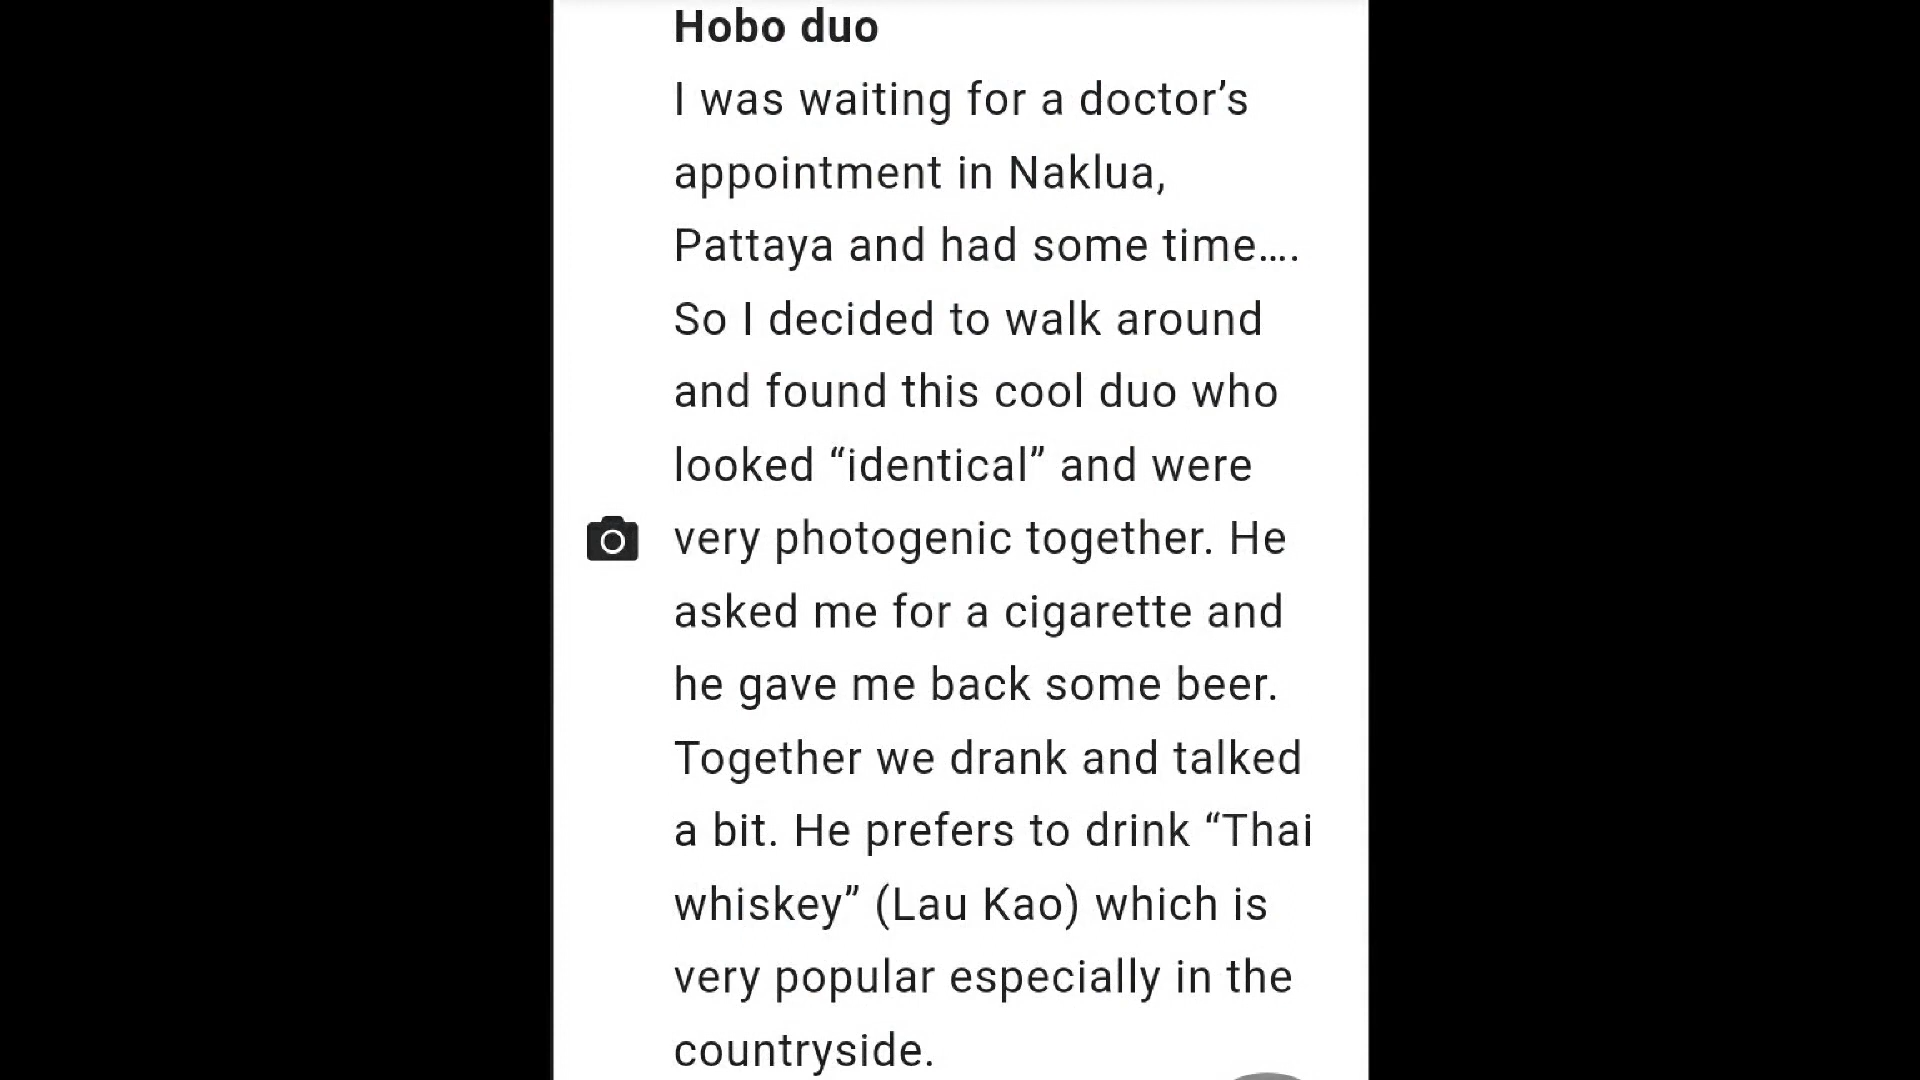 Hobo duo
I was waiting for a doctor’s
appointment in Naklua,
Pattaya and had some time....
So I decided to walk around
and found this cool duo who
looked “identical” and were
very photogenic together. He
asked me for a cigarette and
he gave me back some beer.
Together we drank and talked
a bit. He prefers to drink “Thai
whiskey” (Lau Kao) which is
very popular especially in the
countryside.